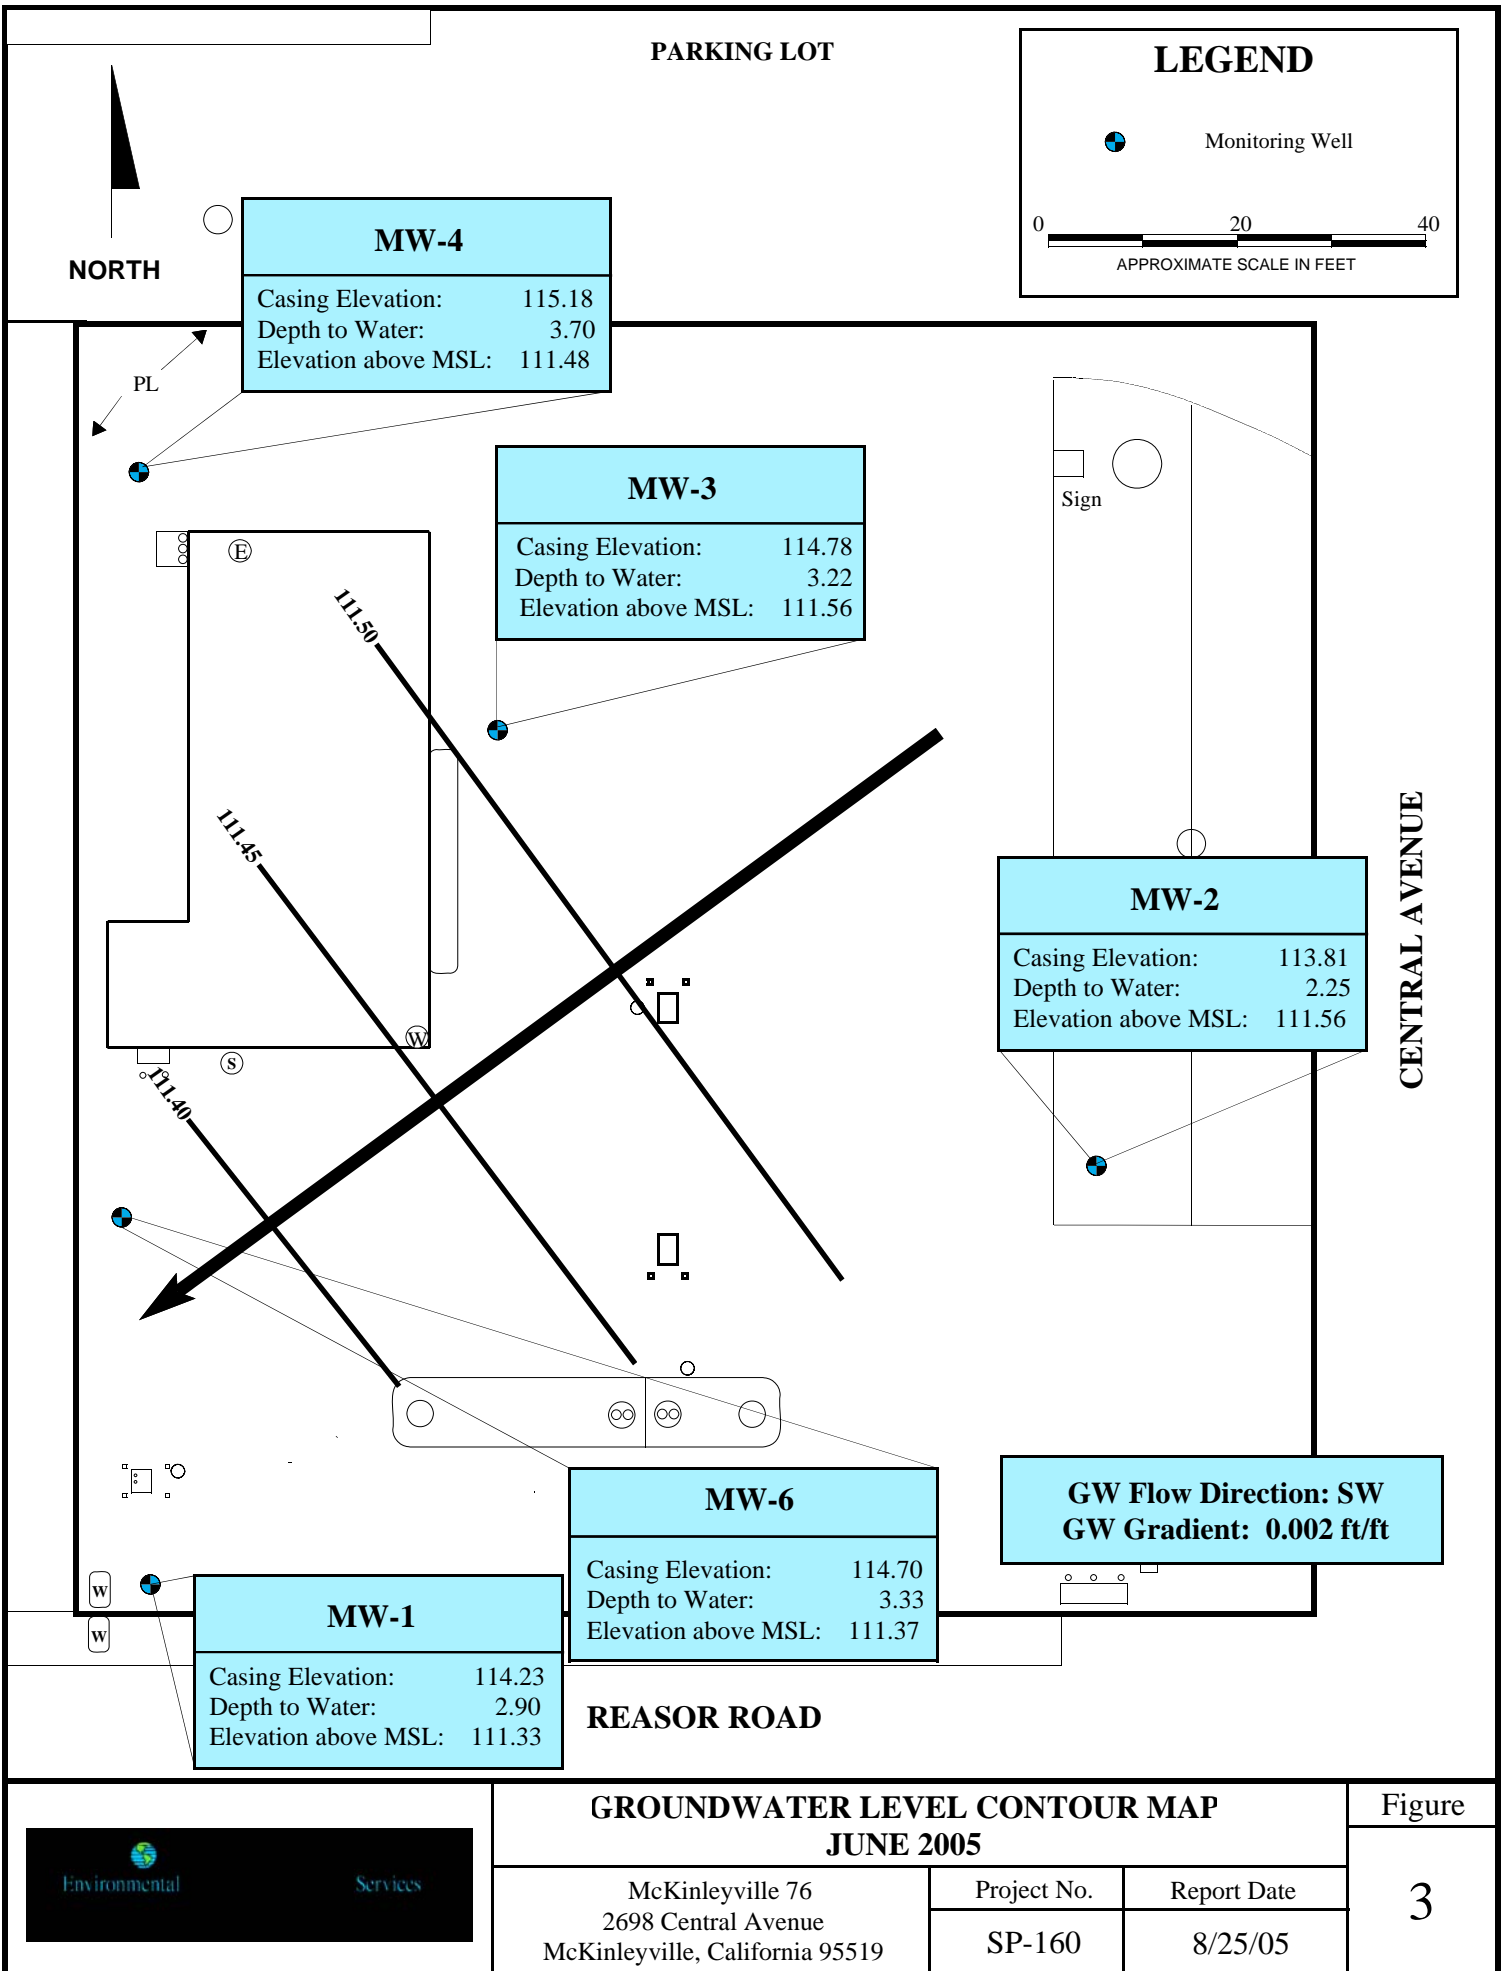 PARKING LOT
LEGEND
Monitoring Well
0 20 40
APPROXIMATE SCALE IN FEET
NORTH
MW-4
Casing Elevation: 115.18
Depth to Water: 3.70
Elevation above MSL: 111.48
PL
MW-3
Casing Elevation: 114.78
Depth to Water: 3.22
Elevation above MSL: 111.56
Sign
E
111.50
111.45
CENTRAL AVENUE
MW-2
Casing Elevation: 113.81
Depth to Water: 2.25
Elevation above MSL: 111.56
W
S
111.40
MW-6
Casing Elevation: 114.70
Depth to Water: 3.33
Elevation above MSL: 111.37
GW Flow Direction: SW
GW Gradient: 0.002 ft/ft
W
W
MW-1
Casing Elevation: 114.23
Depth to Water: 2.90
Elevation above MSL: 111.33
REASOR ROAD
Environmental Services
GROUNDWATER LEVEL CONTOUR MAP
JUNE 2005
McKinleyville 76
2698 Central Avenue
McKinleyville, California 95519
Project No.
SP-160
Report Date
8/25/05
Figure
3